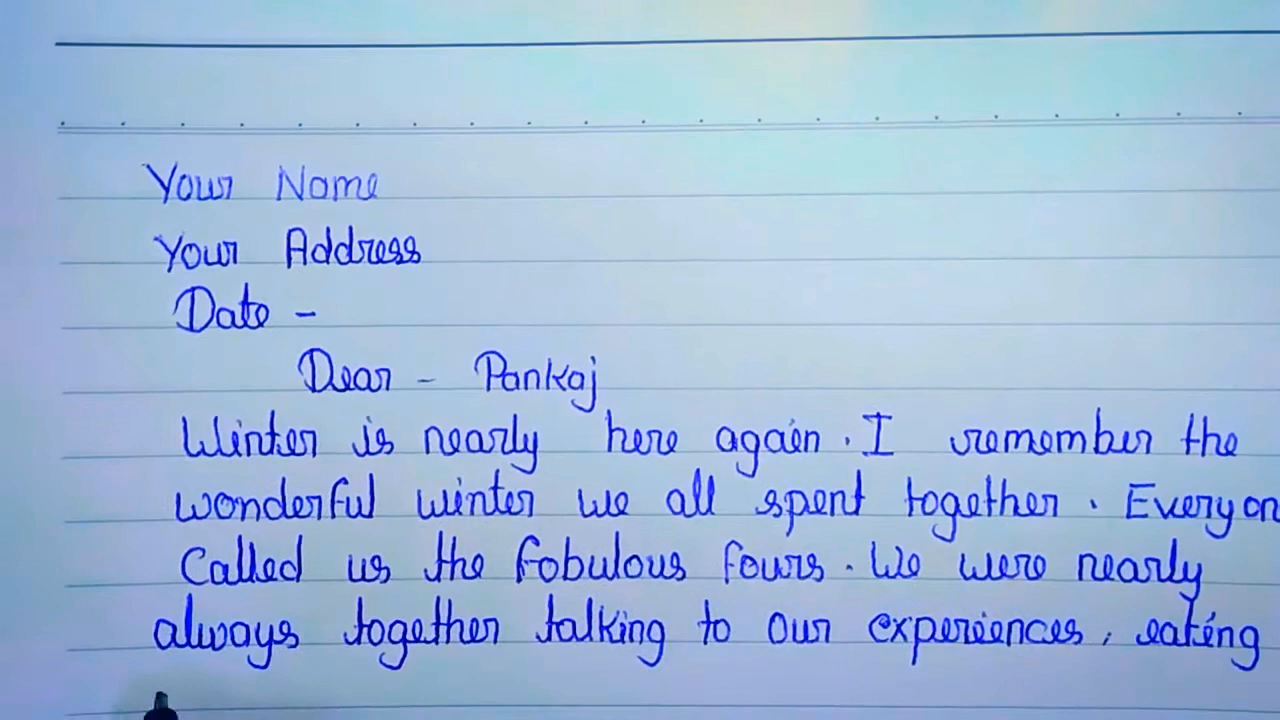 Your Name
Your Address
Date -
Dear - Pankaj
Winter is nearly here again. I remember the
wonderful winter we all spent together. Everyon
Called us the fabulous fours. We were nearly
always together talking to our experiences, eating